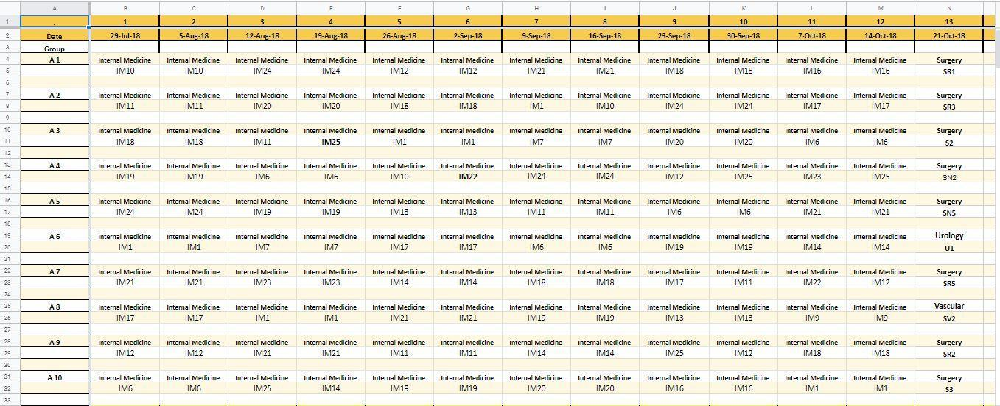 A B C D E F G H I J K L M N
1 . 1 2 3 4 5 6 7 8 9 10 11 12 13
2 Date 29-Jul-18 5-Aug-18 12-Aug-18 19-Aug-18 26-Aug-18 2-Sep-18 9-Sep-18 16-Sep-18 23-Sep-18 30-Sep-18 7-Oct-18 14-Oct-18 21-Oct-18
3 Group
4 A 1 Internal Medicine Internal Medicine Internal Medicine Internal Medicine Internal Medicine Internal Medicine Internal Medicine Internal Medicine Internal Medicine Internal Medicine Internal Medicine Internal Medicine Surgery
5 IM10 IM10 IM24 IM24 IM12 IM12 IM21 IM21 IM18 IM18 IM16 IM16 SR1
6
7 A 2 Internal Medicine Internal Medicine Internal Medicine Internal Medicine Internal Medicine Internal Medicine Internal Medicine Internal Medicine Internal Medicine Internal Medicine Internal Medicine Internal Medicine Surgery
8 IM11 IM11 IM20 IM20 IM18 IM18 IM1 IM10 IM24 IM24 IM17 IM17 SR3
9
10 A 3 Internal Medicine Internal Medicine Internal Medicine Internal Medicine Internal Medicine Internal Medicine Internal Medicine Internal Medicine Internal Medicine Internal Medicine Internal Medicine Internal Medicine Surgery
11 IM18 IM18 IM11 IM25 IM1 IM1 IM7 IM7 IM20 IM20 IM6 IM6 S2
12
13 A 4 Internal Medicine Internal Medicine Internal Medicine Internal Medicine Internal Medicine Internal Medicine Internal Medicine Internal Medicine Internal Medicine Internal Medicine Internal Medicine Internal Medicine Surgery
14 IM19 IM19 IM6 IM6 IM10 IM22 IM24 IM24 IM12 IM25 IM23 IM25 SN2
15
16 A 5 Internal Medicine Internal Medicine Internal Medicine Internal Medicine Internal Medicine Internal Medicine Internal Medicine Internal Medicine Internal Medicine Internal Medicine Internal Medicine Internal Medicine Surgery
17 IM24 IM24 IM19 IM19 IM13 IM13 IM11 IM11 IM6 IM6 IM21 IM21 SN5
18
19 A 6 Internal Medicine Internal Medicine Internal Medicine Internal Medicine Internal Medicine Internal Medicine Internal Medicine Internal Medicine Internal Medicine Internal Medicine Internal Medicine Internal Medicine Urology
20 IM1 IM1 IM7 IM7 IM17 IM17 IM6 IM6 IM19 IM19 IM14 IM14 U1
21
22 A 7 Internal Medicine Internal Medicine Internal Medicine Internal Medicine Internal Medicine Internal Medicine Internal Medicine Internal Medicine Internal Medicine Internal Medicine Internal Medicine Internal Medicine Surgery
23 IM21 IM21 IM23 IM23 IM14 IM14 IM18 IM18 IM17 IM11 IM22 IM12 SR5
24
25 A 8 Internal Medicine Internal Medicine Internal Medicine Internal Medicine Internal Medicine Internal Medicine Internal Medicine Internal Medicine Internal Medicine Internal Medicine Internal Medicine Internal Medicine Vascular
26 IM17 IM17 IM1 IM1 IM21 IM21 IM19 IM19 IM13 IM13 IM9 IM9 SV2
27
28 A 9 Internal Medicine Internal Medicine Internal Medicine Internal Medicine Internal Medicine Internal Medicine Internal Medicine Internal Medicine Internal Medicine Internal Medicine Internal Medicine Internal Medicine Surgery
29 IM12 IM12 IM21 IM21 IM11 IM11 IM14 IM14 IM25 IM12 IM18 IM18 SR2
30
31 A 10 Internal Medicine Internal Medicine Internal Medicine Internal Medicine Internal Medicine Internal Medicine Internal Medicine Internal Medicine Internal Medicine Internal Medicine Internal Medicine Internal Medicine Surgery
32 IM6 IM6 IM25 IM14 IM19 IM19 IM20 IM20 IM16 IM16 IM1 IM1 S3
33